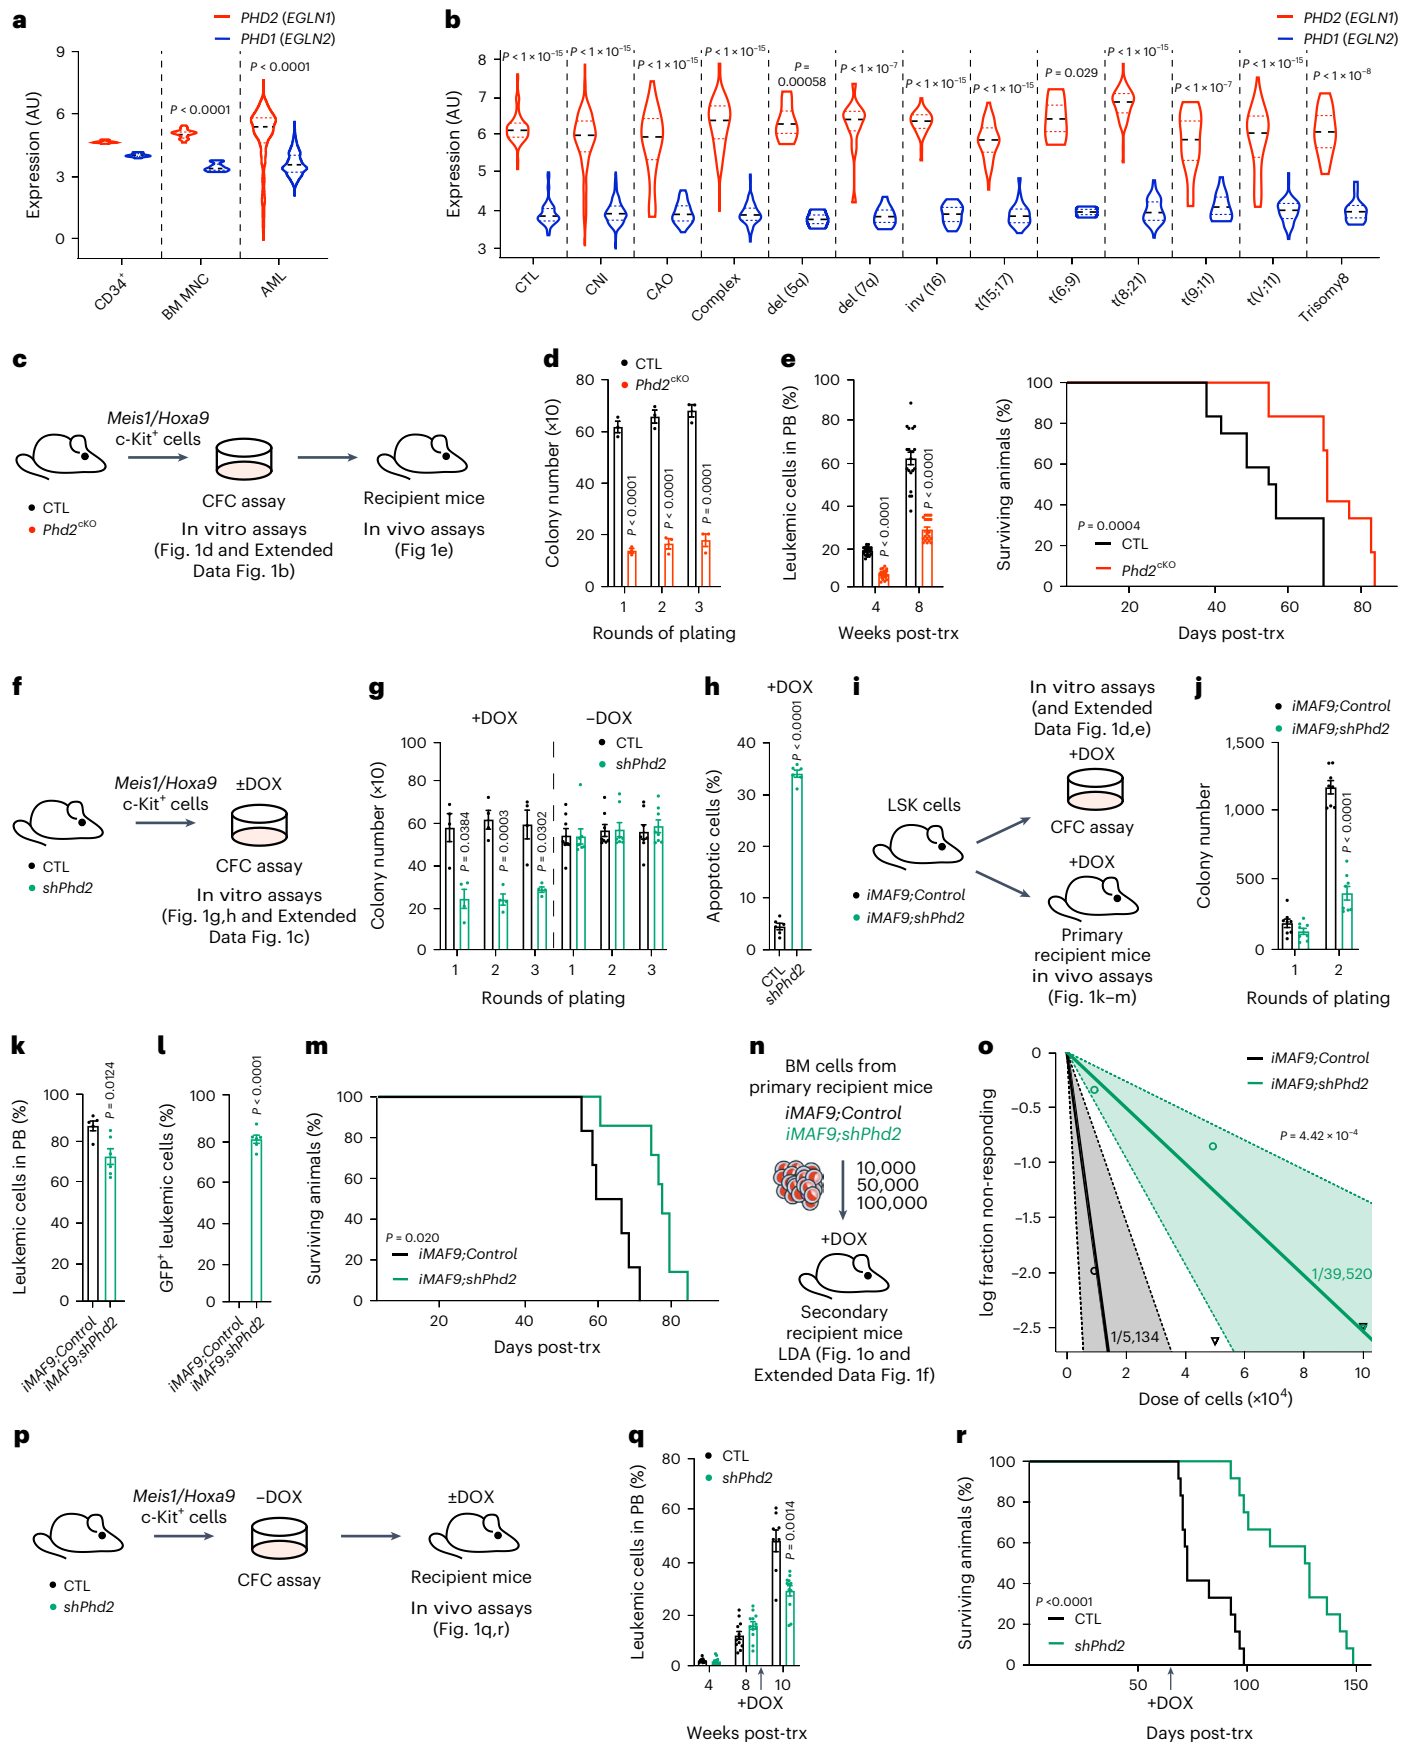 a
PHD2 (EGLN1)
PHD1 (EGLN2)
Expression (AU)
9
6
3
0
P < 0.0001
P < 0.0001
CD34+
BM MNC
AML
b
PHD2 (EGLN1)
PHD1 (EGLN2)
Expression (AU)
8
7
6
5
4
3
P < 1 × 10−15
P < 1 × 10−15
P < 1 × 10−15
P < 1 × 10−15
P =
0.00058
P < 1 × 10−7
P < 1 × 10−15
P < 1 × 10−15
P = 0.029
P < 1 × 10−15
P < 1 × 10−7
P < 1 × 10−15
P < 1 × 10−8
CTL
CNI
CAO
Complex
del (5q)
del (7q)
inv (16)
t(15;17)
t(6;9)
t(8;21)
t(9;11)
t(V;11)
Trisomy8
c
Meis1/Hoxa9
c-Kit+ cells
CTL
Phd2cKO
CFC assay
In vitro assays
(Fig. 1d and Extended
Data Fig. 1b)
Recipient mice
In vivo assays
(Fig 1e)
d
CTL
Phd2cKO
Colony number (×10)
80
60
40
20
0
P < 0.0001
P < 0.0001
P = 0.0001
1 2 3
Rounds of plating
e
Leukemic cells in PB (%)
100
80
60
40
20
0
P < 0.0001
P < 0.0001
4 8
Weeks post-trx
Surviving animals (%)
100
80
60
40
20
0
P = 0.0004
CTL
Phd2cKO
20 40 60 80
Days post-trx
f
Meis1/Hoxa9
c-Kit+ cells
±DOX
CTL
shPhd2
CFC assay
In vitro assays
(Fig. 1g,h and Extended
Data Fig. 1c)
g
+DOX −DOX
CTL
shPhd2
Colony number (×10)
100
80
60
40
20
0
P = 0.0384
P = 0.0003
P = 0.0302
1 2 3 1 2 3
Rounds of plating
h
+DOX
Apoptotic cells (%)
40
30
20
10
0
P < 0.0001
CTL
shPhd2
i
LSK cells
iMAF9;Control
iMAF9;shPhd2
In vitro assays
(and Extended
Data Fig. 1d,e)
+DOX
CFC assay
+DOX
Primary
recipient mice
in vivo assays
(Fig. 1k–m)
j
iMAF9;Control
iMAF9;shPhd2
Colony number
1,500
1,000
500
0
P < 0.0001
1 2
Rounds of plating
k
Leukemic cells in PB (%)
100
80
60
40
20
0
P = 0.0124
iMAF9;Control
iMAF9;shPhd2
l
GFP+ leukemic cells (%)
100
80
60
40
20
0
P < 0.0001
iMAF9;Control
iMAF9;shPhd2
m
Surviving animals (%)
100
80
60
40
20
0
P = 0.020
iMAF9;Control
iMAF9;shPhd2
20 40 60 80
Days post-trx
n
BM cells from
primary recipient mice
iMAF9;Control
iMAF9;shPhd2
10,000
50,000
100,000
+DOX
Secondary
recipient mice
LDA (Fig. 1o and
Extended Data Fig. 1f)
o
iMAF9;Control
iMAF9;shPhd2
log fraction non-responding
0
−0.5
−1.0
−1.5
−2.0
−2.5
P = 4.42 × 10−4
1/39,520
1/5,134
0 2 4 6 8 10
Dose of cells (×104)
p
Meis1/Hoxa9
c-Kit+ cells
−DOX
±DOX
CTL
shPhd2
CFC assay
Recipient mice
In vivo assays
(Fig. 1q,r)
q
CTL
shPhd2
Leukemic cells in PB (%)
80
60
40
20
0
P = 0.0014
4 8 10
+DOX
Weeks post-trx
r
Surviving animals (%)
100
80
60
40
20
0
P <0.0001
CTL
shPhd2
50 100 150
+DOX
Days post-trx